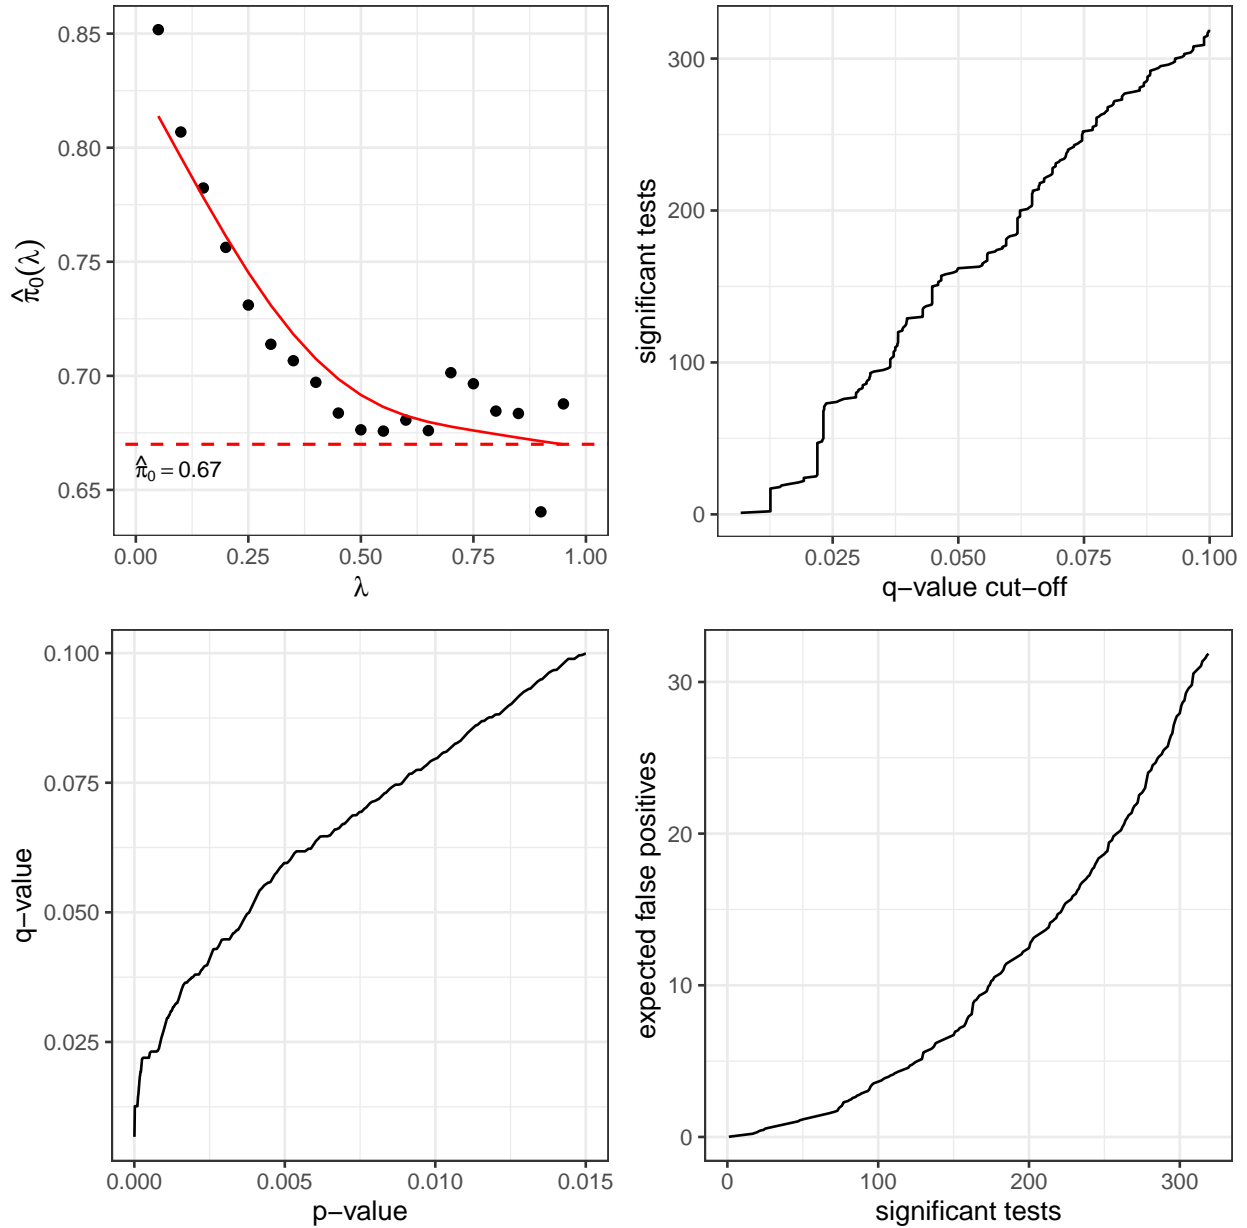 0.85
0.80
0.75
0.70
0.65
π̂₀(λ)
π̂₀ = 0.67
0.00 0.25 0.50 0.75 1.00
λ
300
200
100
0
significant tests
0.025 0.050 0.075 0.100
q−value cut−off
0.100
0.075
0.050
0.025
q−value
0.000 0.005 0.010 0.015
p−value
30
20
10
0
expected false positives
0 100 200 300
significant tests